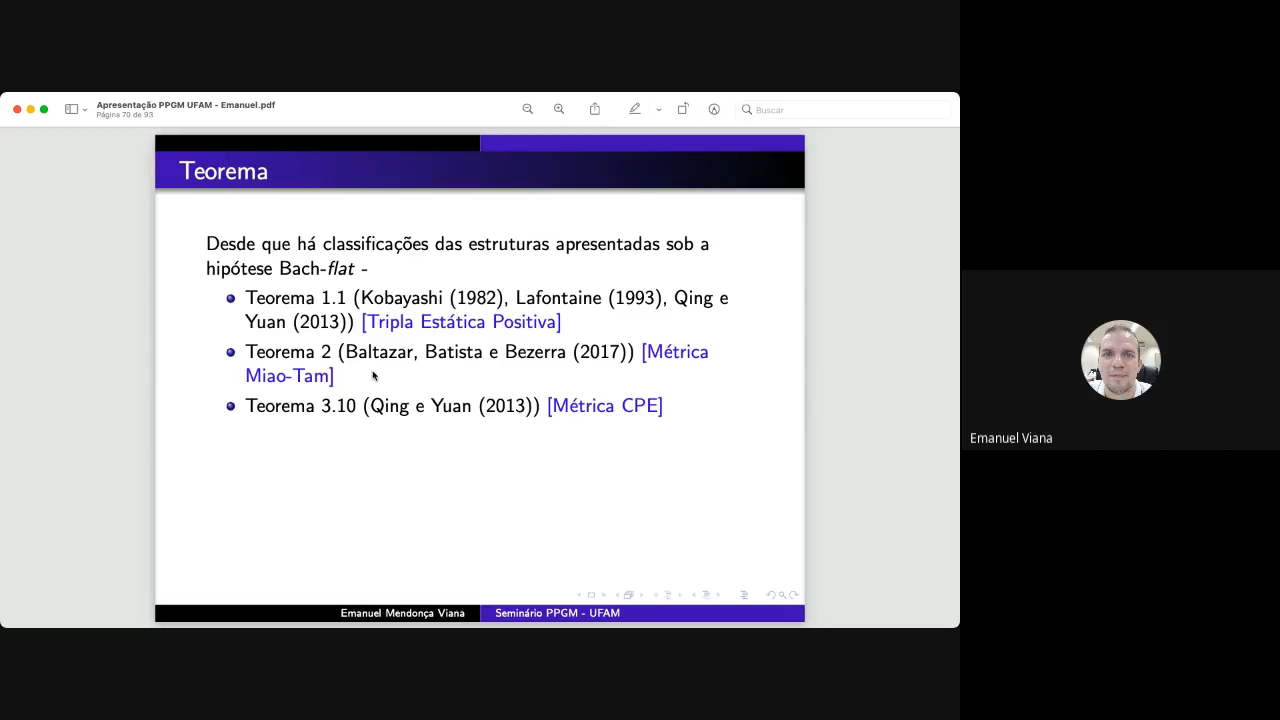 Apresentação PPGM UFAM - Emanuel.pdf
Página 70 de 93
Buscar
Teorema
Desde que há classificações das estruturas apresentadas sob a
hipótese Bach-flat -
Teorema 1.1 (Kobayashi (1982), Lafontaine (1993), Qing e
Yuan (2013)) [Tripla Estática Positiva]
Teorema 2 (Baltazar, Batista e Bezerra (2017)) [Métrica
Miao-Tam]
Teorema 3.10 (Qing e Yuan (2013)) [Métrica CPE]
Emanuel Mendonça Viana
Seminário PPGM - UFAM
Emanuel Viana